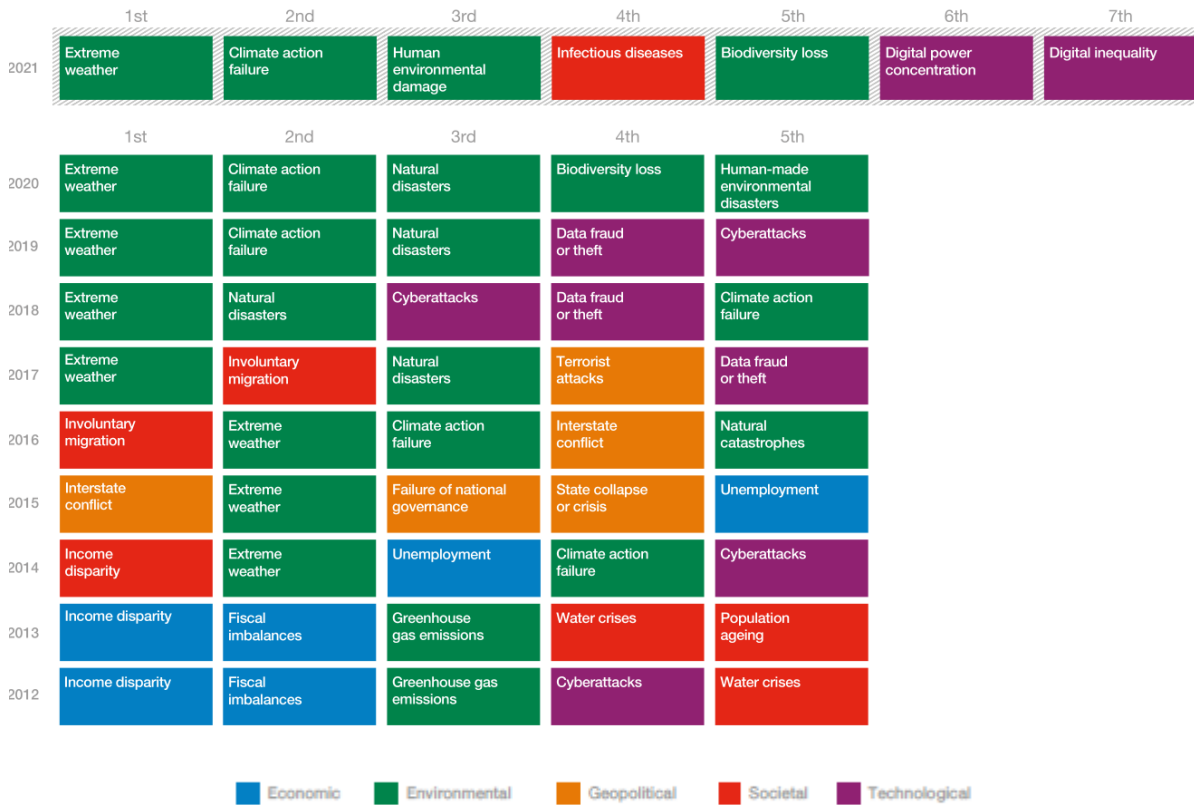 1st 2nd 3rd 4th 5th 6th 7th
2021
Extreme
weather
Climate action
failure
Human
environmental
damage
Infectious diseases
Biodiversity loss
Digital power
concentration
Digital inequality
1st 2nd 3rd 4th 5th
2020
Extreme
weather
Climate action
failure
Natural
disasters
Biodiversity loss
Human-made
environmental
disasters
2019
Extreme
weather
Climate action
failure
Natural
disasters
Data fraud
or theft
Cyberattacks
2018
Extreme
weather
Natural
disasters
Cyberattacks
Data fraud
or theft
Climate action
failure
2017
Extreme
weather
Involuntary
migration
Natural
disasters
Terrorist
attacks
Data fraud
or theft
2016
Involuntary
migration
Extreme
weather
Climate action
failure
Interstate
conflict
Natural
catastrophes
2015
Interstate
conflict
Extreme
weather
Failure of national
governance
State collapse
or crisis
Unemployment
2014
Income
disparity
Extreme
weather
Unemployment
Climate action
failure
Cyberattacks
2013
Income disparity
Fiscal
imbalances
Greenhouse
gas emissions
Water crises
Population
ageing
2012
Income disparity
Fiscal
imbalances
Greenhouse gas
emissions
Cyberattacks
Water crises
Economic Environmental Geopolitical Societal Technological